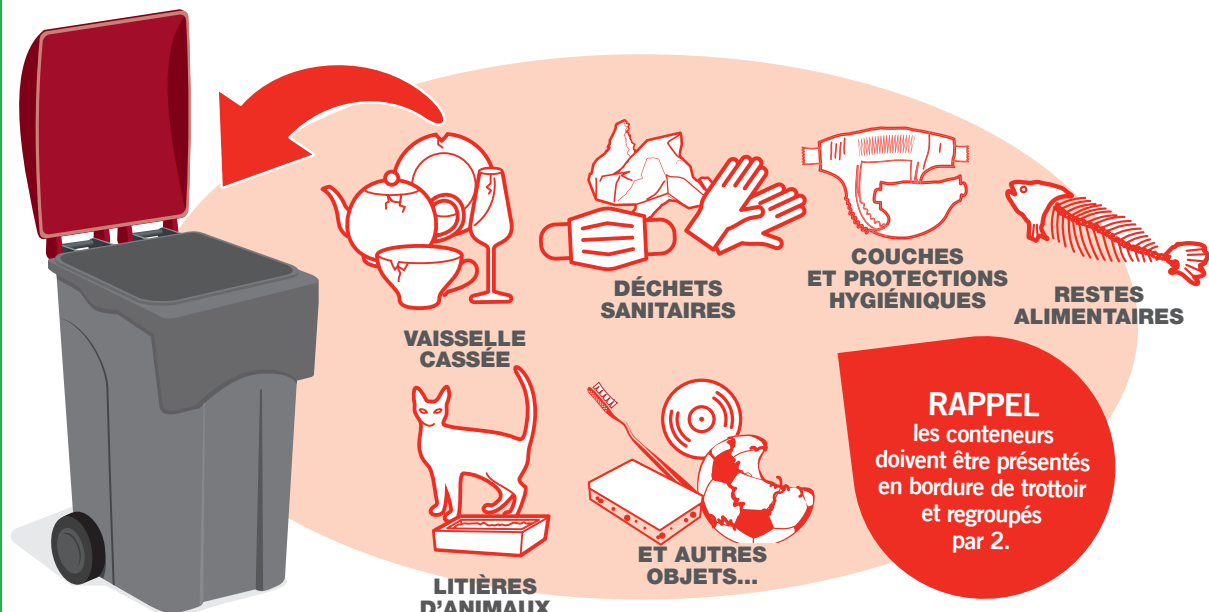 VAISSELLE
CASSÉE
DÉCHETS
SANITAIRES
COUCHES
ET PROTECTIONS
HYGIÉNIQUES
RESTES
ALIMENTAIRES
LITIÈRES
D'ANIMAUX
ET AUTRES
OBJETS...
RAPPEL
les conteneurs
doivent être présentés
en bordure de trottoir
et regroupés
par 2.